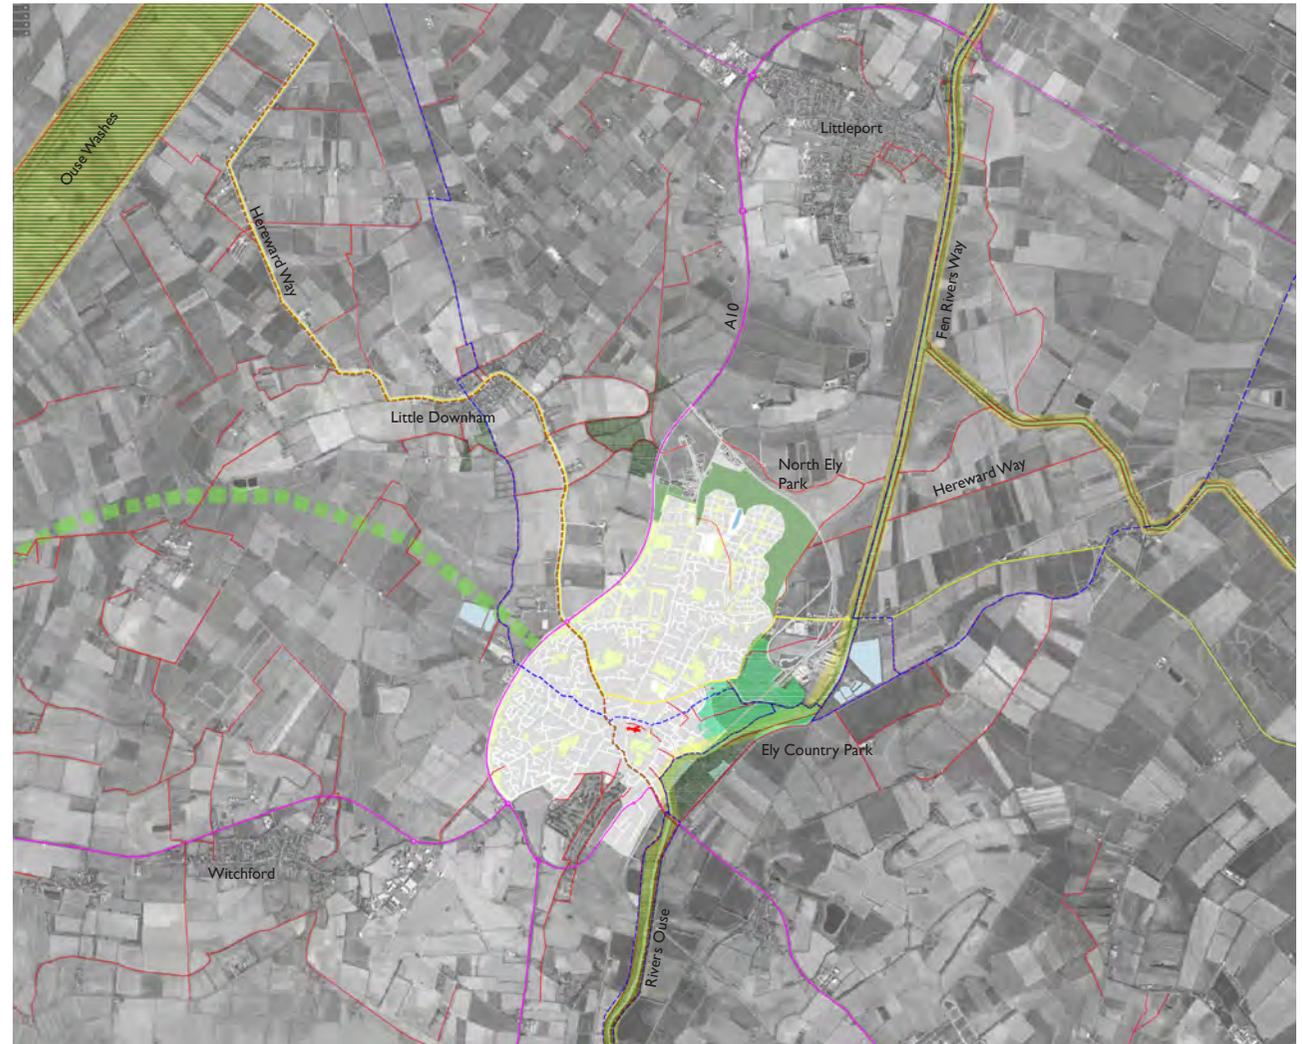 Littleport
Ouse Washes
Hereward Way
Fen Rivers Way
A10
Little Downham
North Ely
Park
Hereward Way
Ely Country Park
Witchford
Rivers Ouse